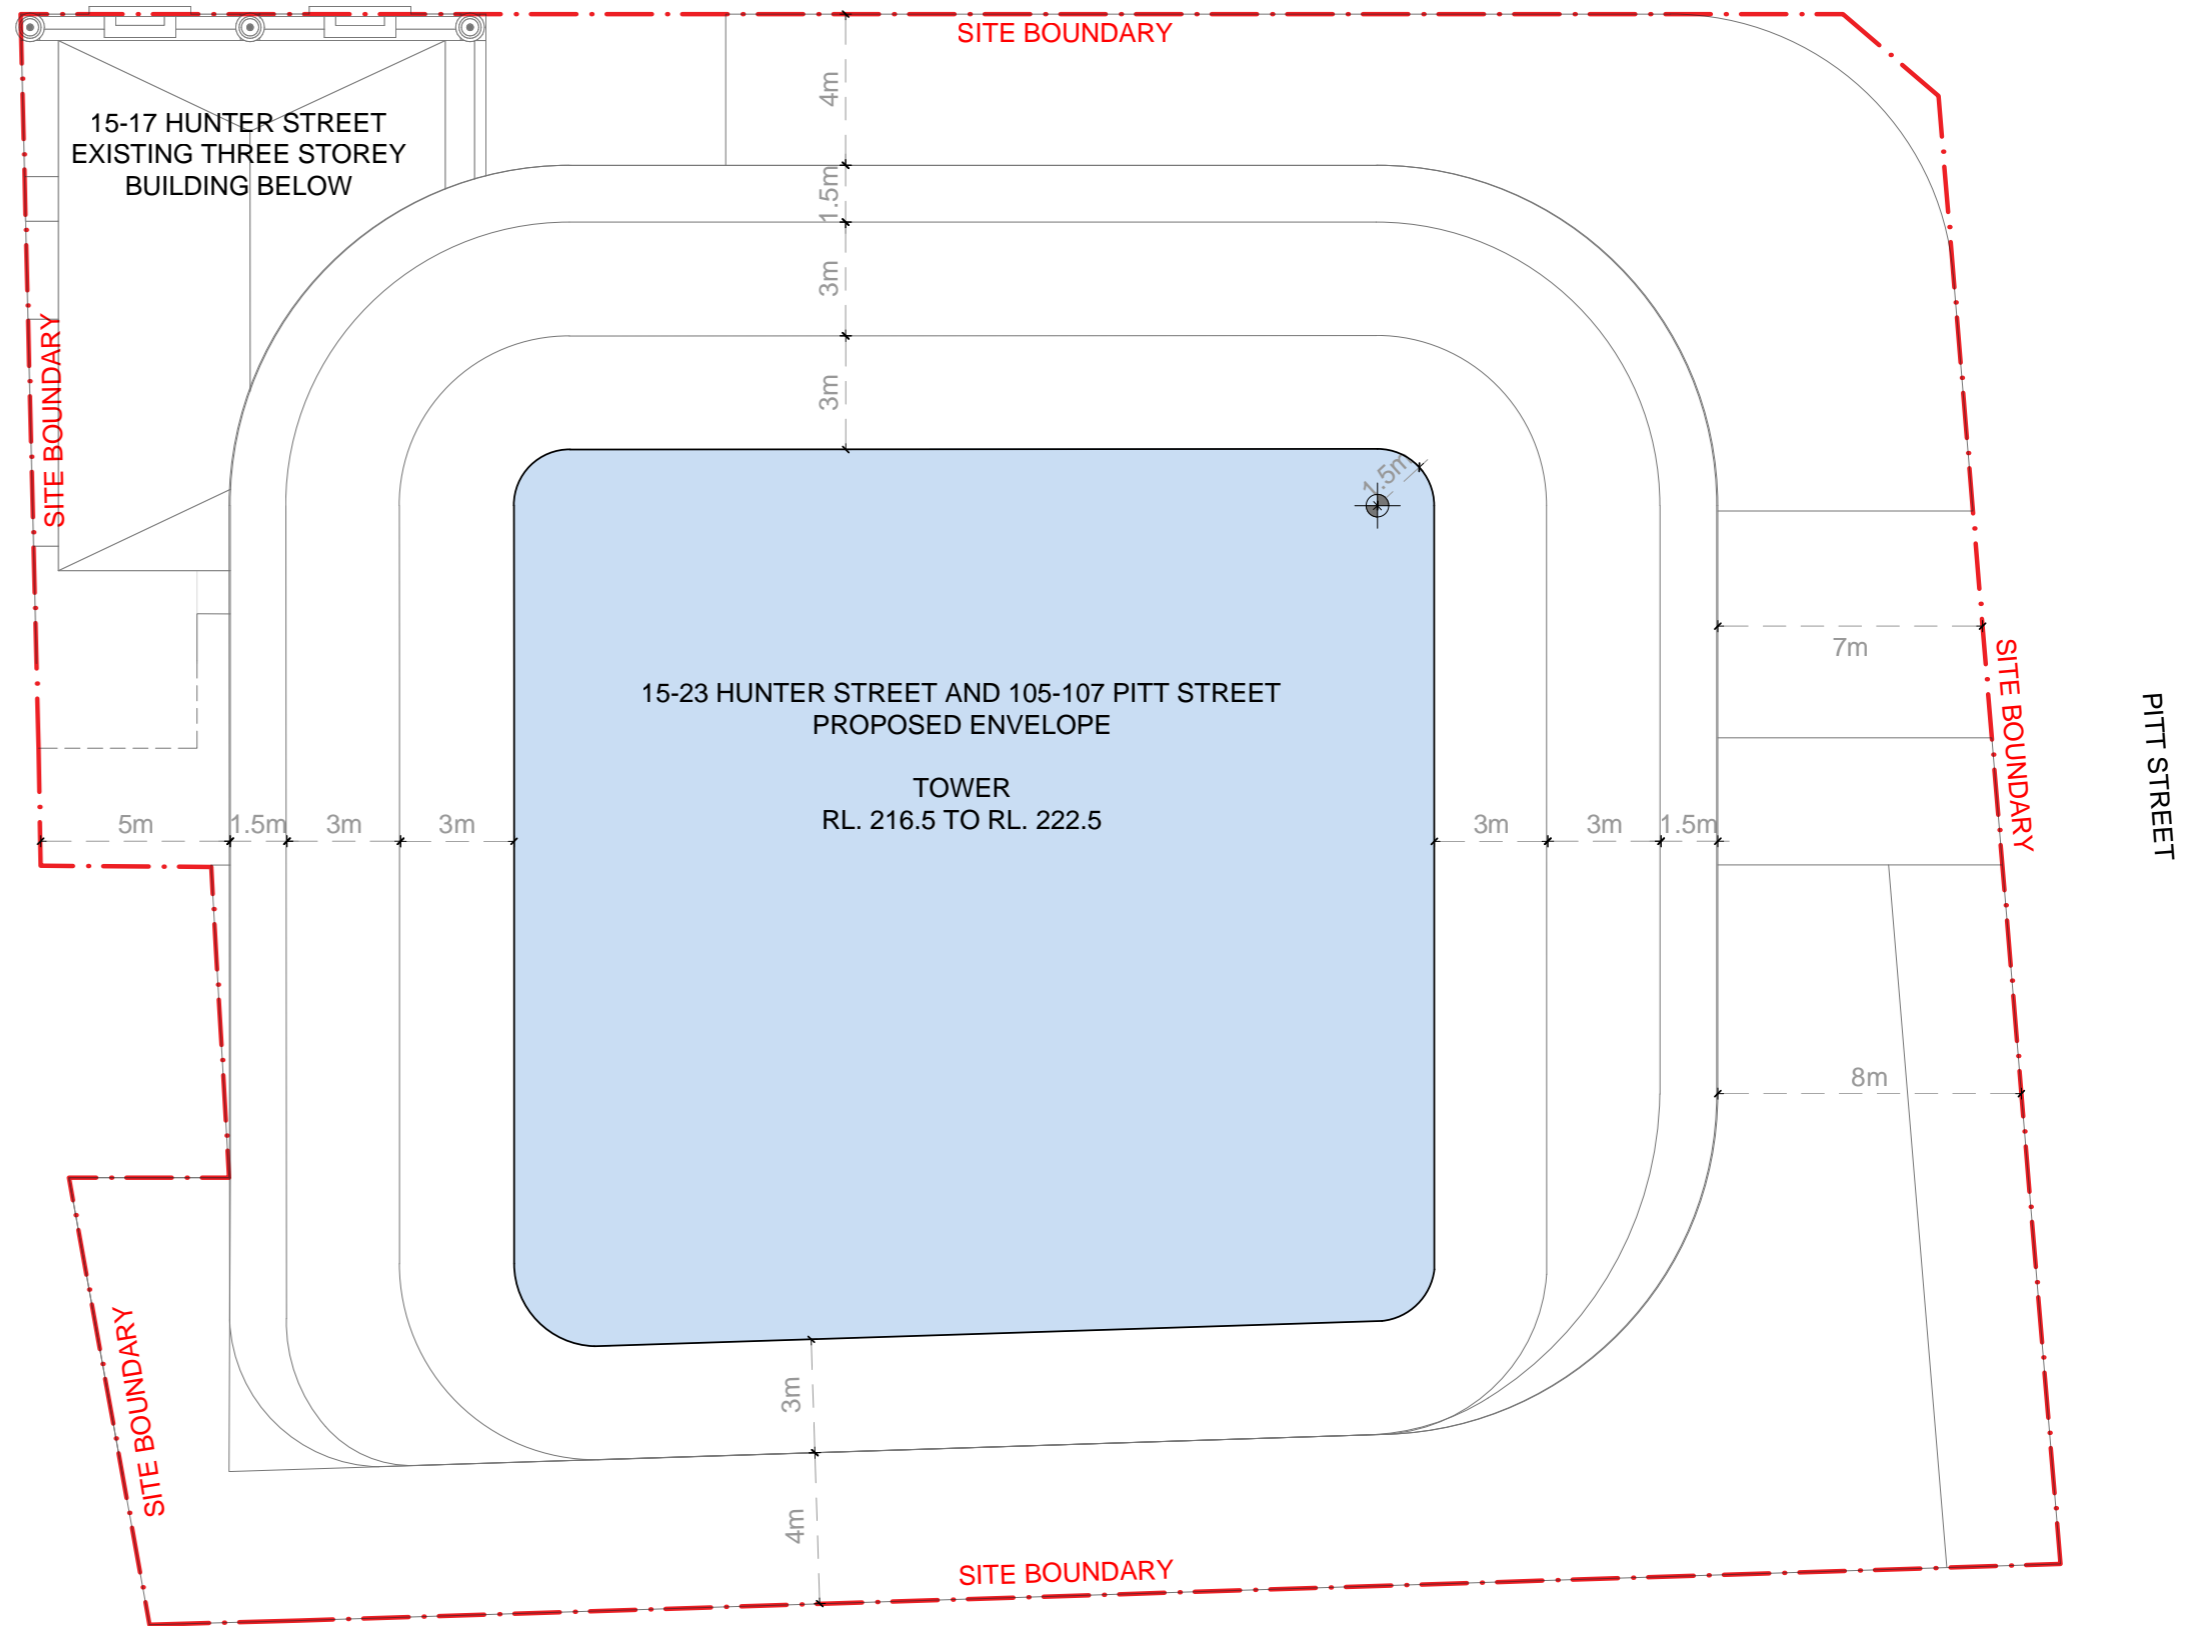 SITE BOUNDARY
4m
15-17 HUNTER STREET
EXISTING THREE STOREY
BUILDING BELOW
1.5m
3m
SITE BOUNDARY
3m
1.5m
7m
SITE BOUNDARY
PITT STREET
15-23 HUNTER STREET AND 105-107 PITT STREET
PROPOSED ENVELOPE
TOWER
RL. 216.5 TO RL. 222.5
5m
1.5m
3m
3m
3m
3m
1.5m
8m
SITE BOUNDARY
3m
4m
SITE BOUNDARY